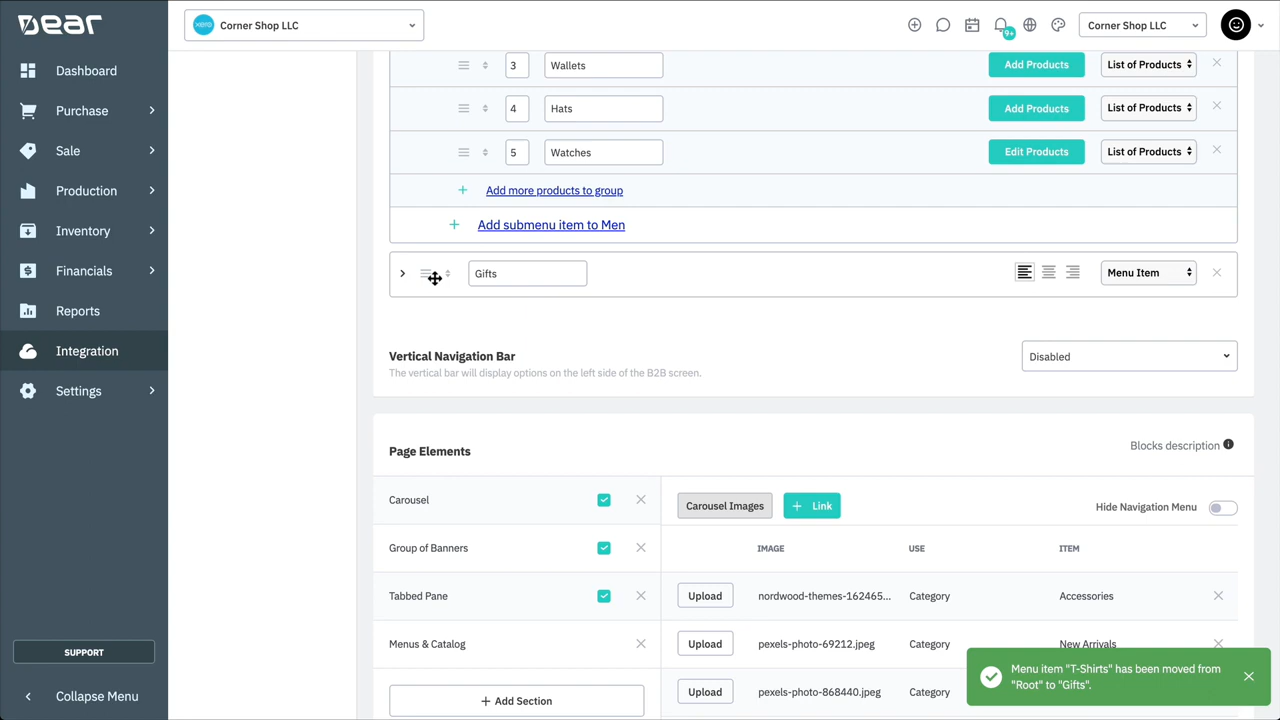 Dear
xero
Corner Shop LLC
9+
Corner Shop LLC
Dashboard
Purchase
Sale
Production
Inventory
Financials
Reports
Integration
Settings
SUPPORT
Collapse Menu
3
Wallets
Add Products
List of Products
4
Hats
Add Products
List of Products
5
Watches
Edit Products
List of Products
+ Add more products to group
+ Add submenu item to Men
Gifts
Menu Item
Vertical Navigation Bar
The vertical bar will display options on the left side of the B2B screen.
Disabled
Page Elements
Blocks description
Carousel
Group of Banners
Tabbed Pane
Menus & Catalog
+ Add Section
Carousel Images
+ Link
Hide Navigation Menu
IMAGE USE ITEM
Upload nordwood-themes-162465... Category Accessories
Upload pexels-photo-69212.jpeg Category New Arrivals
Upload pexels-photo-868440.jpeg Category
Menu item "T-Shirts" has been moved from
"Root" to "Gifts".